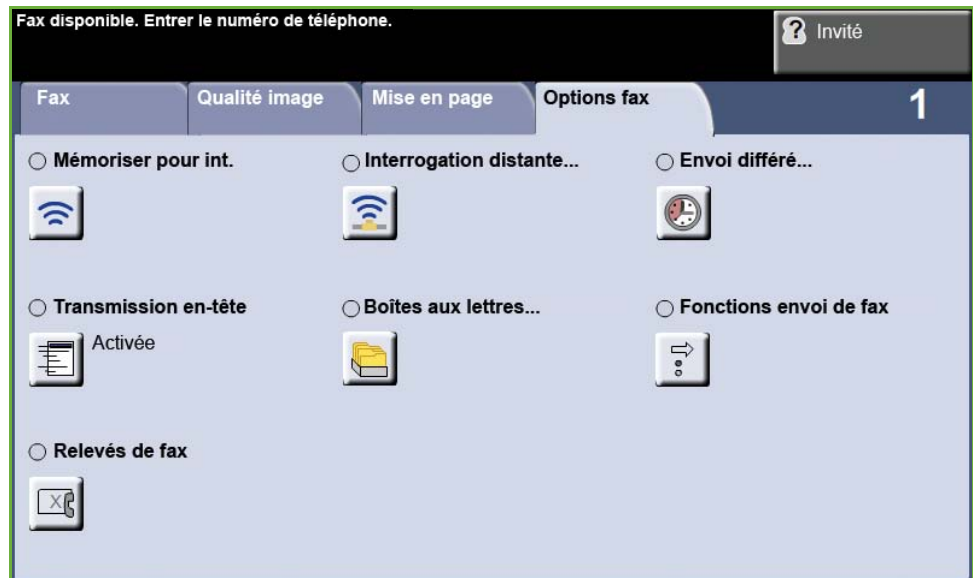 Fax disponible. Entrer le numéro de téléphone.
? Invité
Fax
Qualité image
Mise en page
Options fax
1
Mémoriser pour int.
Interrogation distante...
Envoi différé...
Transmission en-tête
Activée
Boîtes aux lettres...
Fonctions envoi de fax
Relevés de fax
X